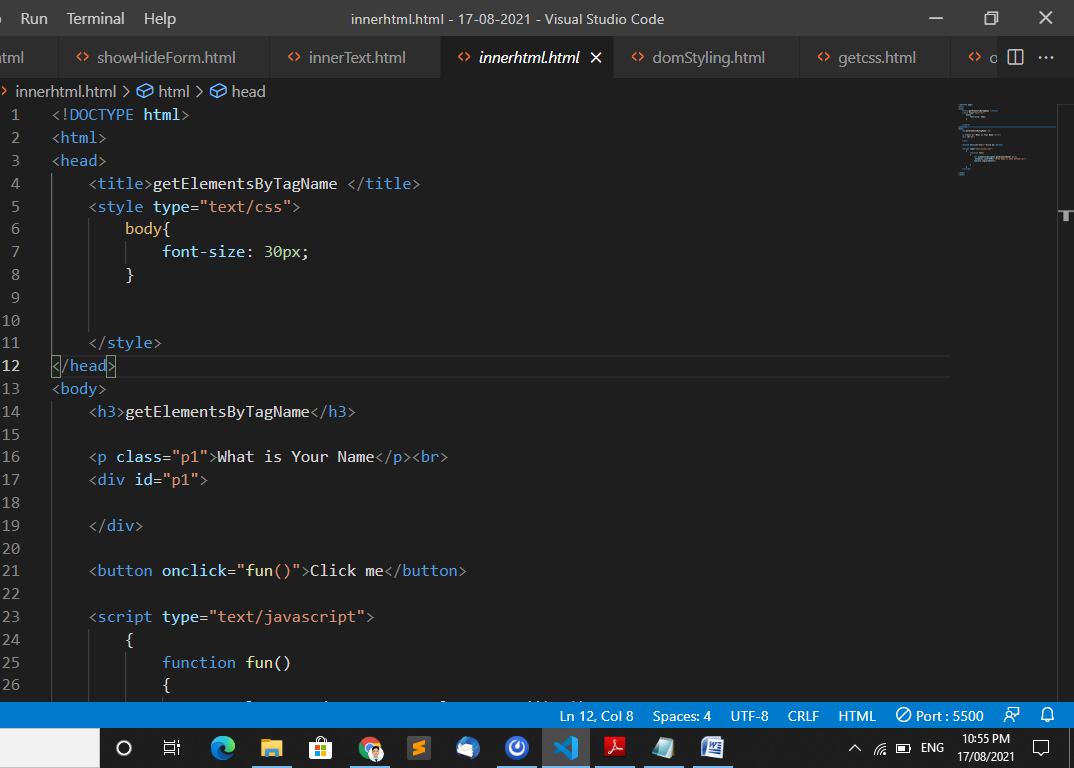 Run Terminal Help innerhtml.html - 17-08-2021 - Visual Studio Code
showHideForm.html innerText.html innerhtml.html domStyling.html getcss.html
innerhtml.html > html > head
1 <!DOCTYPE html>
2 <html>
3 <head>
4 <title>getElementsByTagName </title>
5 <style type="text/css">
6 body{
7 font-size: 30px;
8 }
9
10
11 </style>
12 </head>
13 <body>
14 <h3>getElementsByTagName</h3>
15
16 <p class="p1">What is Your Name</p><br>
17 <div id="p1">
18
19 </div>
20
21 <button onclick="fun()">Click me</button>
22
23 <script type="text/javascript">
24 {
25 function fun()
26 {
Ln 12, Col 8 Spaces: 4 UTF-8 CRLF HTML Port : 5500
ENG 10:55 PM
17/08/2021